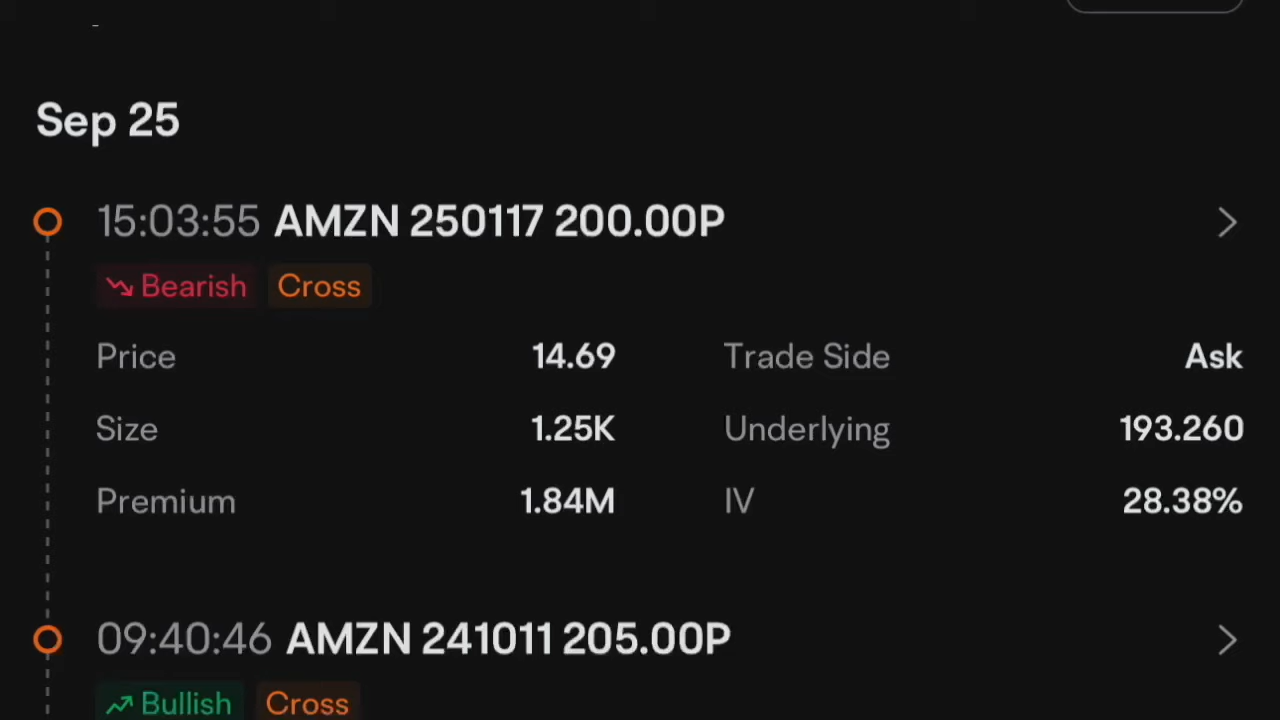 Sep 25
15:03:55 AMZN 250117 200.00P
Bearish Cross
Price 14.69 Trade Side Ask
Size 1.25K Underlying 193.260
Premium 1.84M IV 28.38%
09:40:46 AMZN 241011 205.00P
Bullish Cross